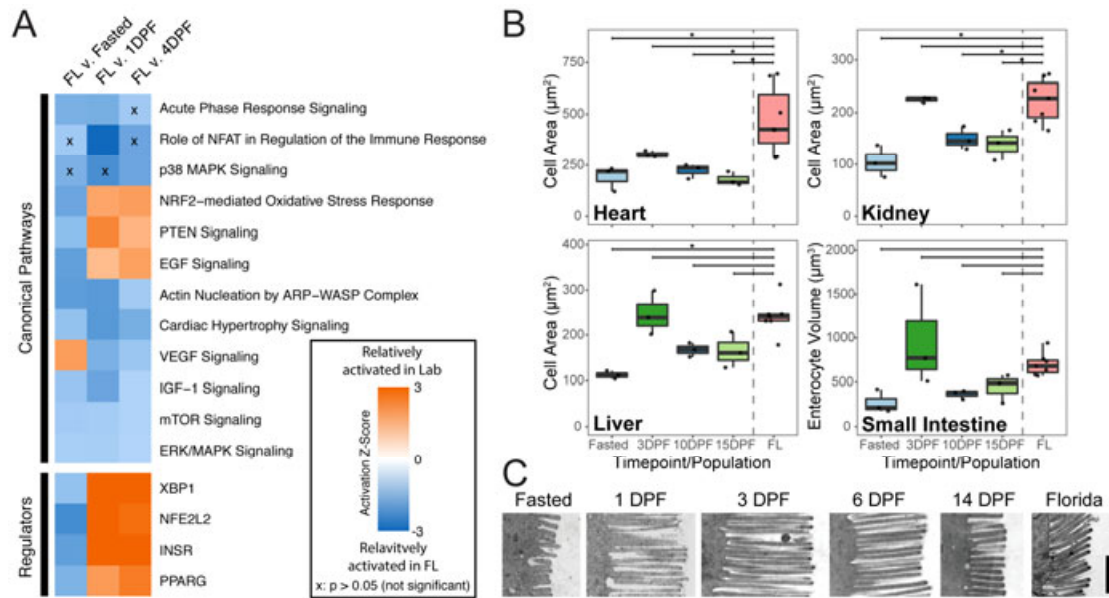 A
FL v. Fasted
FL v. 1DPF
FL v. 4DPF
Canonical Pathways
x Acute Phase Response Signaling
x x Role of NFAT in Regulation of the Immune Response
x x p38 MAPK Signaling
NRF2-mediated Oxidative Stress Response
PTEN Signaling
EGF Signaling
Actin Nucleation by ARP-WASP Complex
Cardiac Hypertrophy Signaling
VEGF Signaling
IGF-1 Signaling
mTOR Signaling
ERK/MAPK Signaling
Regulators
XBP1
NFE2L2
INSR
PPARG
Relatively
activated in Lab
Activation Z-Score
3
0
-3
Relavitvely
activated in FL
x: p > 0.05 (not significant)
B
Cell Area (µm²)
750
500
250
0
* * * *
Heart
Cell Area (µm²)
300
200
100
0
* * * *
Kidney
Cell Area (µm²)
400
300
200
100
0
*
Liver
Fasted 3DPF 10DPF 15DPF FL
Enterocyte Volume (µm³)
2000
1500
1000
500
0
Small Intestine
Fasted 3DPF 10DPF 15DPF FL
Timepoint/Population
C
Fasted 1 DPF 3 DPF 6 DPF 14 DPF Florida